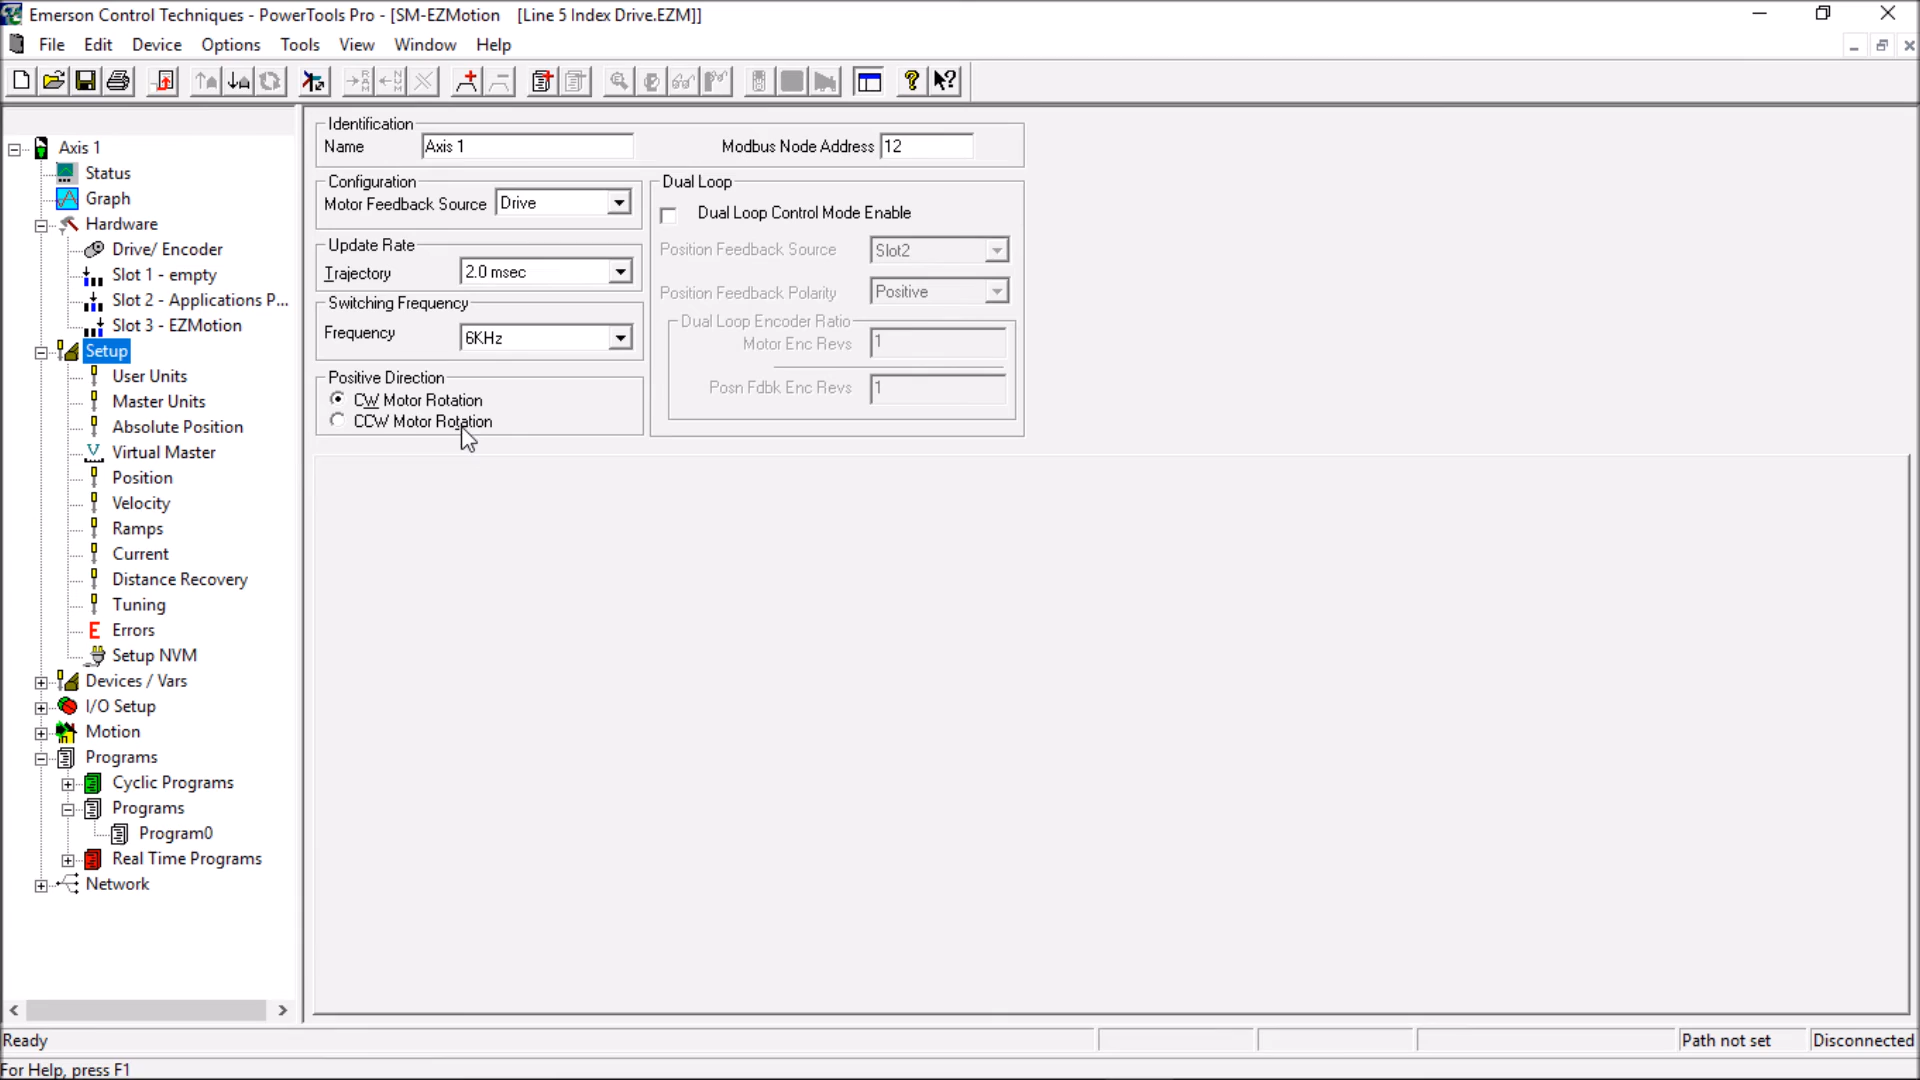 Emerson Control Techniques - PowerTools Pro - [SM-EZMotion    [Line 5 Index Drive.EZM]]
File Edit Device Options Tools View Window Help
Axis 1
Status
Graph
Hardware
Drive/ Encoder
Slot 1 - empty
Slot 2 - Applications P...
Slot 3 - EZMotion
Setup
User Units
Master Units
Absolute Position
Virtual Master
Position
Velocity
Ramps
Current
Distance Recovery
Tuning
Errors
Setup NVM
Devices / Vars
I/O Setup
Motion
Programs
Cyclic Programs
Programs
Program0
Real Time Programs
Network
Identification
Name Axis 1 Modbus Node Address 12
Configuration
Motor Feedback Source Drive
Update Rate
Trajectory 2.0 msec
Switching Frequency
Frequency 6KHz
Positive Direction
CW Motor Rotation
CCW Motor Rotation
Dual Loop
Dual Loop Control Mode Enable
Position Feedback Source Slot2
Position Feedback Polarity Positive
Dual Loop Encoder Ratio
Motor Enc Revs 1
Posn Fdbk Enc Revs 1
Ready Path not set Disconnected
For Help, press F1